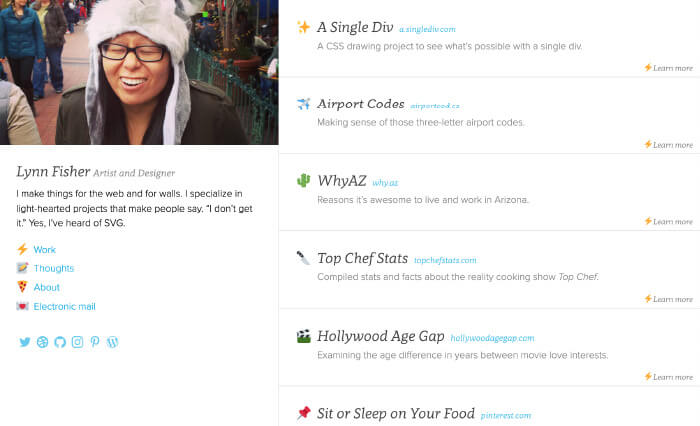 Lynn Fisher Artist and Designer
I make things for the web and for walls. I specialize in
light-hearted projects that make people say. “I don’t get
it.” Yes, I’ve heard of SVG.
Work
Thoughts
About
Electronic mail
A Single Div a.singlediv.com
A CSS drawing project to see what’s possible with a single div.
Learn more
Airport Codes airportcod.es
Making sense of those three-letter airport codes.
Learn more
WhyAZ why.az
Reasons it’s awesome to live and work in Arizona.
Learn more
Top Chef Stats topchefstats.com
Compiled stats and facts about the reality cooking show Top Chef.
Learn more
Hollywood Age Gap hollywoodagegap.com
Examining the age difference in years between movie love interests.
Learn more
Sit or Sleep on Your Food pinterest.com